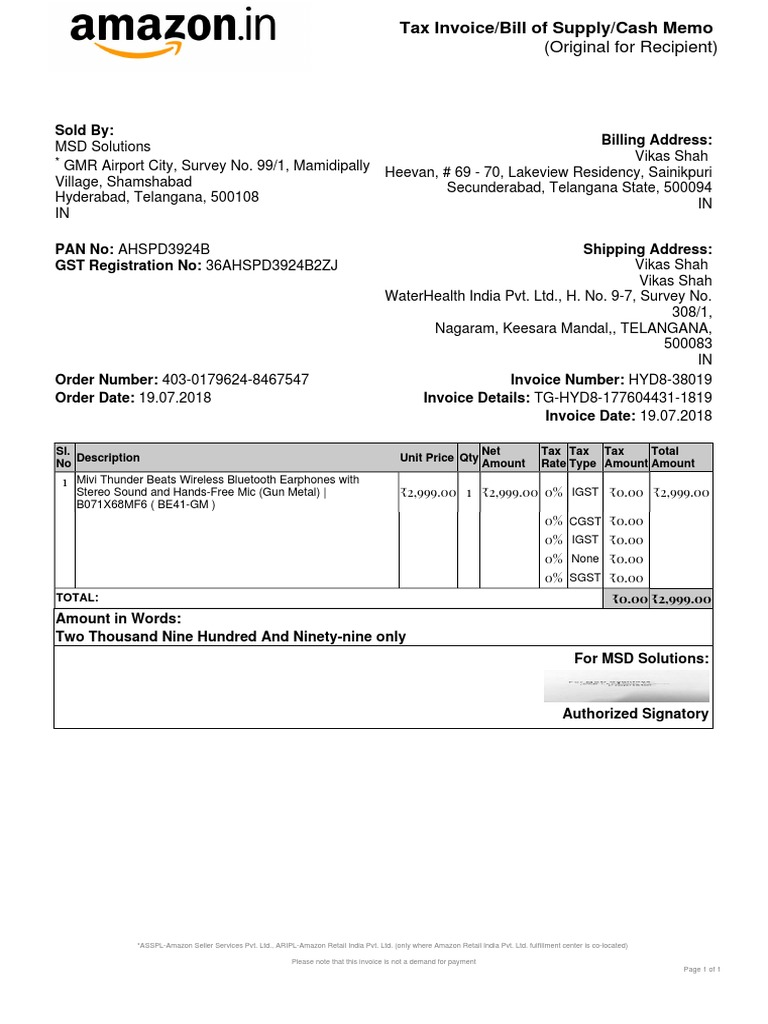 amazon.in
Tax Invoice/Bill of Supply/Cash Memo
(Original for Recipient)
Sold By:
MSD Solutions
* GMR Airport City, Survey No. 99/1, Mamidipally
Village, Shamshabad
Hyderabad, Telangana, 500108
IN
Billing Address:
Vikas Shah
Heevan, # 69 - 70, Lakeview Residency, Sainikpuri
Secunderabad, Telangana State, 500094
IN
PAN No: AHSPD3924B
GST Registration No: 36AHSPD3924B2ZJ
Shipping Address:
Vikas Shah
Vikas Shah
WaterHealth India Pvt. Ltd., H. No. 9-7, Survey No.
308/1,
Nagaram, Keesara Mandal,, TELANGANA,
500083
IN
Order Number: 403-0179624-8467547
Order Date: 19.07.2018
Invoice Number: HYD8-38019
Invoice Details: TG-HYD8-177604431-1819
Invoice Date: 19.07.2018
Sl. No Description Unit Price Qty Net Amount Tax Rate Tax Type Tax Amount Total Amount
1 Mivi Thunder Beats Wireless Bluetooth Earphones with
Stereo Sound and Hands-Free Mic (Gun Metal) | ₹2,999.00 1 ₹2,999.00 0% IGST ₹0.00 ₹2,999.00
B071X68MF6 ( BE41-GM )
0% CGST ₹0.00
0% IGST ₹0.00
0% None ₹0.00
0% SGST ₹0.00
TOTAL: ₹0.00 ₹2,999.00
Amount in Words:
Two Thousand Nine Hundred And Ninety-nine only
For MSD Solutions:
Authorized Signatory
*ASSPL-Amazon Seller Services Pvt. Ltd., ARIPL-Amazon Retail India Pvt. Ltd. (only where Amazon Retail India Pvt. Ltd. fulfillment center is co-located)
Please note that this invoice is not a demand for payment
Page 1 of 1